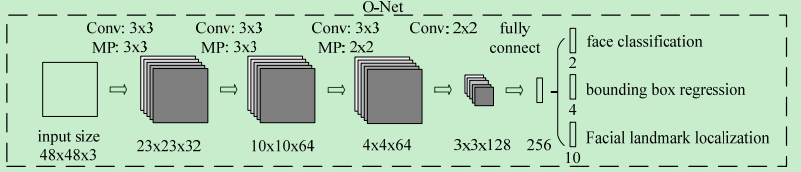 O-Net
Conv: 3x3
MP: 3x3
Conv: 3x3
MP: 3x3
Conv: 3x3
MP: 2x2
Conv: 2x2
fully
connect
input size
48x48x3
23x23x32
10x10x64
4x4x64
3x3x128
256
2
face classification
4
bounding box regression
10
Facial landmark localization